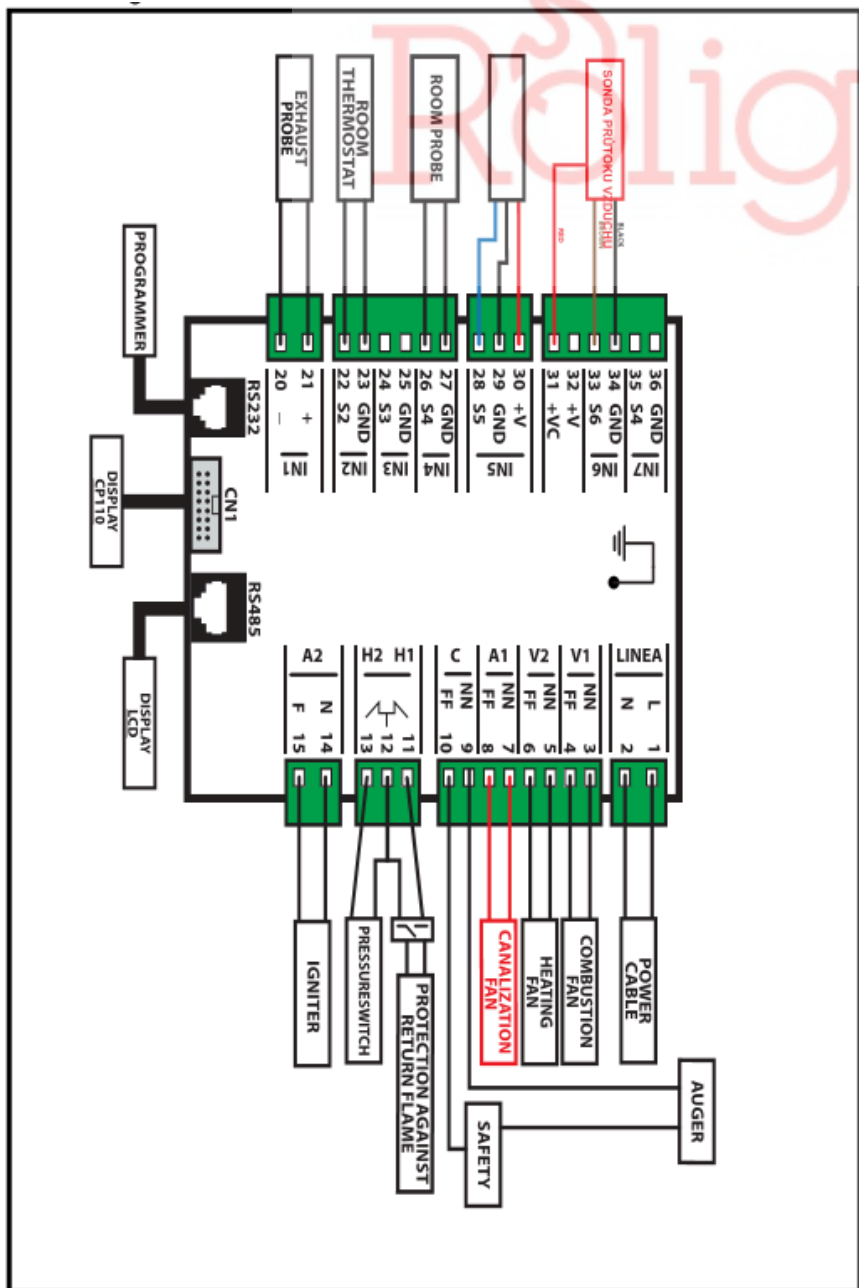 Rolig
EXHAUST
PROBE
ROOM
THERMOSTAT
ROOM PROBE
SONDA PRŮTOKU VZDUCHU
RED
BROWN
BLACK
PROGRAMMER
DISPLAY
CP110
DISPLAY
LCD
RS232
CN1
RS485
20 –
21 +
IN1
22 S2
23 GND
IN2
24 S3
25 GND
IN3
26 S4
27 GND
IN4
28 S5
29 GND
30 +V
IN5
31 +VC
32 +V
33 S6
34 GND
IN6
35 S4
36 GND
IN7
A2
F 15
N 14
H2 H1
13
12
11
C
FF 10
NN 9
A1
FF 8
NN 7
V2
FF 6
NN 5
V1
FF 4
NN 3
LINEA
N 2
L 1
IGNITER
PRESSURESWITCH
PROTECTION AGAINST
RETURN FLAME
CANALIZATION
FAN
HEATING
FAN
COMBUSTION
FAN
POWER
CABLE
SAFETY
AUGER